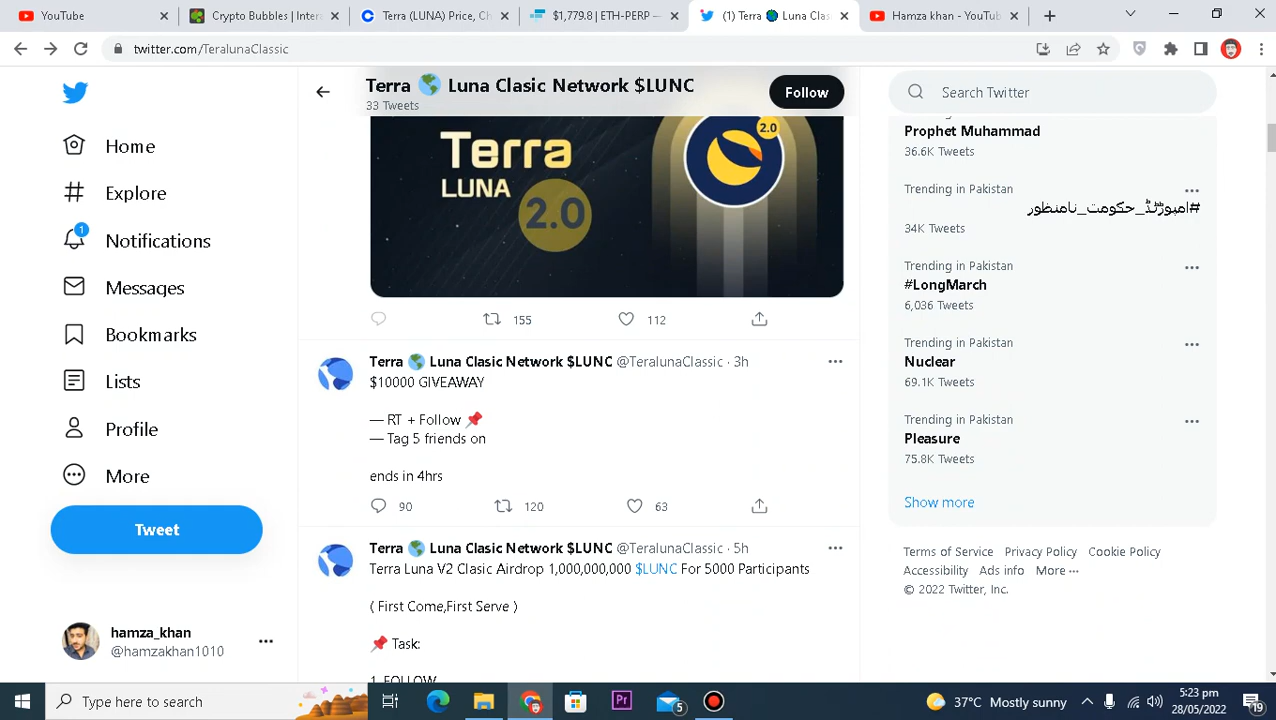 YouTube
Crypto Bubbles | Intera
Terra (LUNA) Price, Ch
$1,779.8 | ETH-PERP —
(1) Terra 🌎 Luna Clas
Hamza khan - YouTub
twitter.com/TeralunaClassic
Terra 🌎 Luna Clasic Network $LUNC
33 Tweets
Follow
Search Twitter
Home
Explore
1
Notifications
Messages
Bookmarks
Lists
Profile
More
Tweet
hamza_khan
@hamzakhan1010
Terra
LUNA
2.0
2.0
155
112
Terra 🌎 Luna Clasic Network $LUNC @TeralunaClassic · 3h
$10000 GIVEAWAY
— RT + Follow 📌
— Tag 5 friends on
ends in 4hrs
90
120
63
Terra 🌎 Luna Clasic Network $LUNC @TeralunaClassic · 5h
Terra Luna V2 Clasic Airdrop 1,000,000,000 $LUNC For 5000 Participants
( First Come,First Serve )
📌 Task:
1. FOLLOW
Prophet Muhammad
36.6K Tweets
Trending in Pakistan
#امپورٹڈ_حکومت_نامنظور
34K Tweets
Trending in Pakistan
#LongMarch
6,036 Tweets
Trending in Pakistan
Nuclear
69.1K Tweets
Trending in Pakistan
Pleasure
75.8K Tweets
Show more
Terms of Service Privacy Policy Cookie Policy
Accessibility Ads info More ···
© 2022 Twitter, Inc.
Type here to search
Pr
5
37°C Mostly sunny
5:23 pm
28/05/2022
19